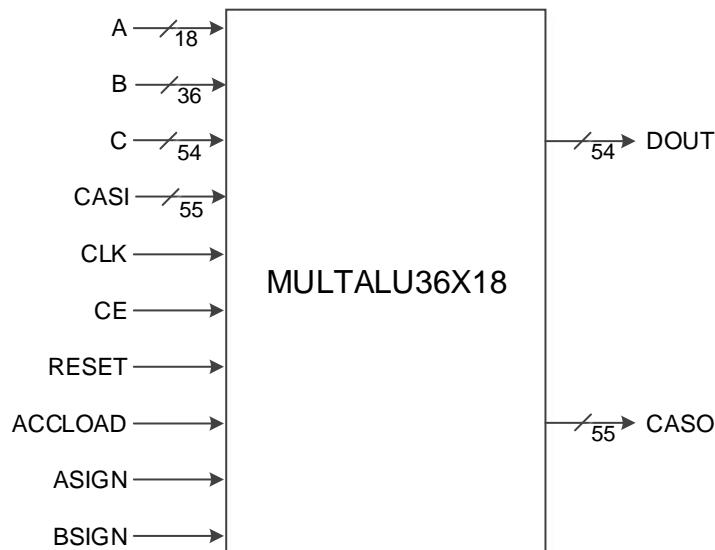 A
18
B
36
C
54
CASI
55
CLK
CE
RESET
ACCLOAD
ASIGN
BSIGN
MULTALU36X18
54
DOUT
55
CASO